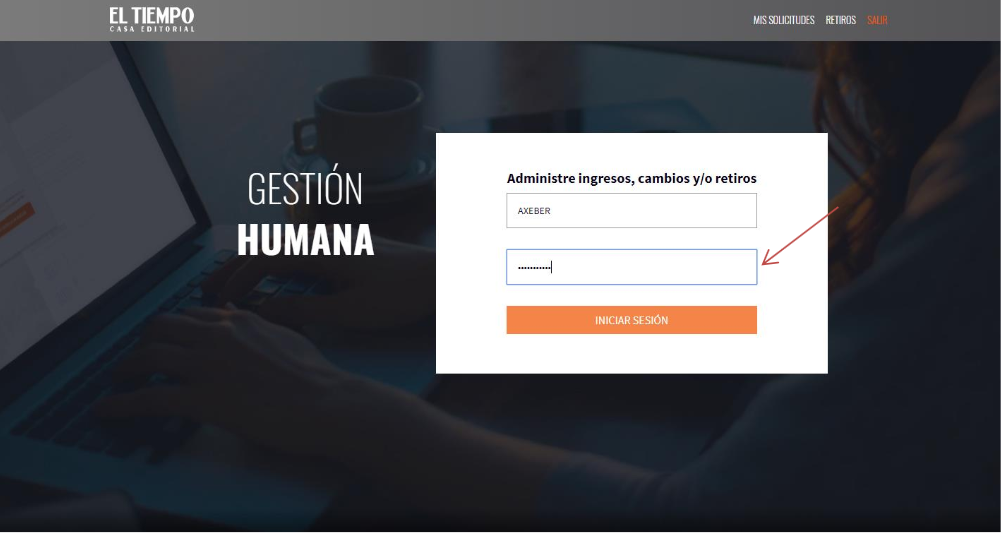 EL TIEMPO
CASA EDITORIAL
MIS SOLICITUDES RETIROS SALIR
GESTIÓN
HUMANA
Administre ingresos, cambios y/o retiros
AXEBER
INICIAR SESIÓN